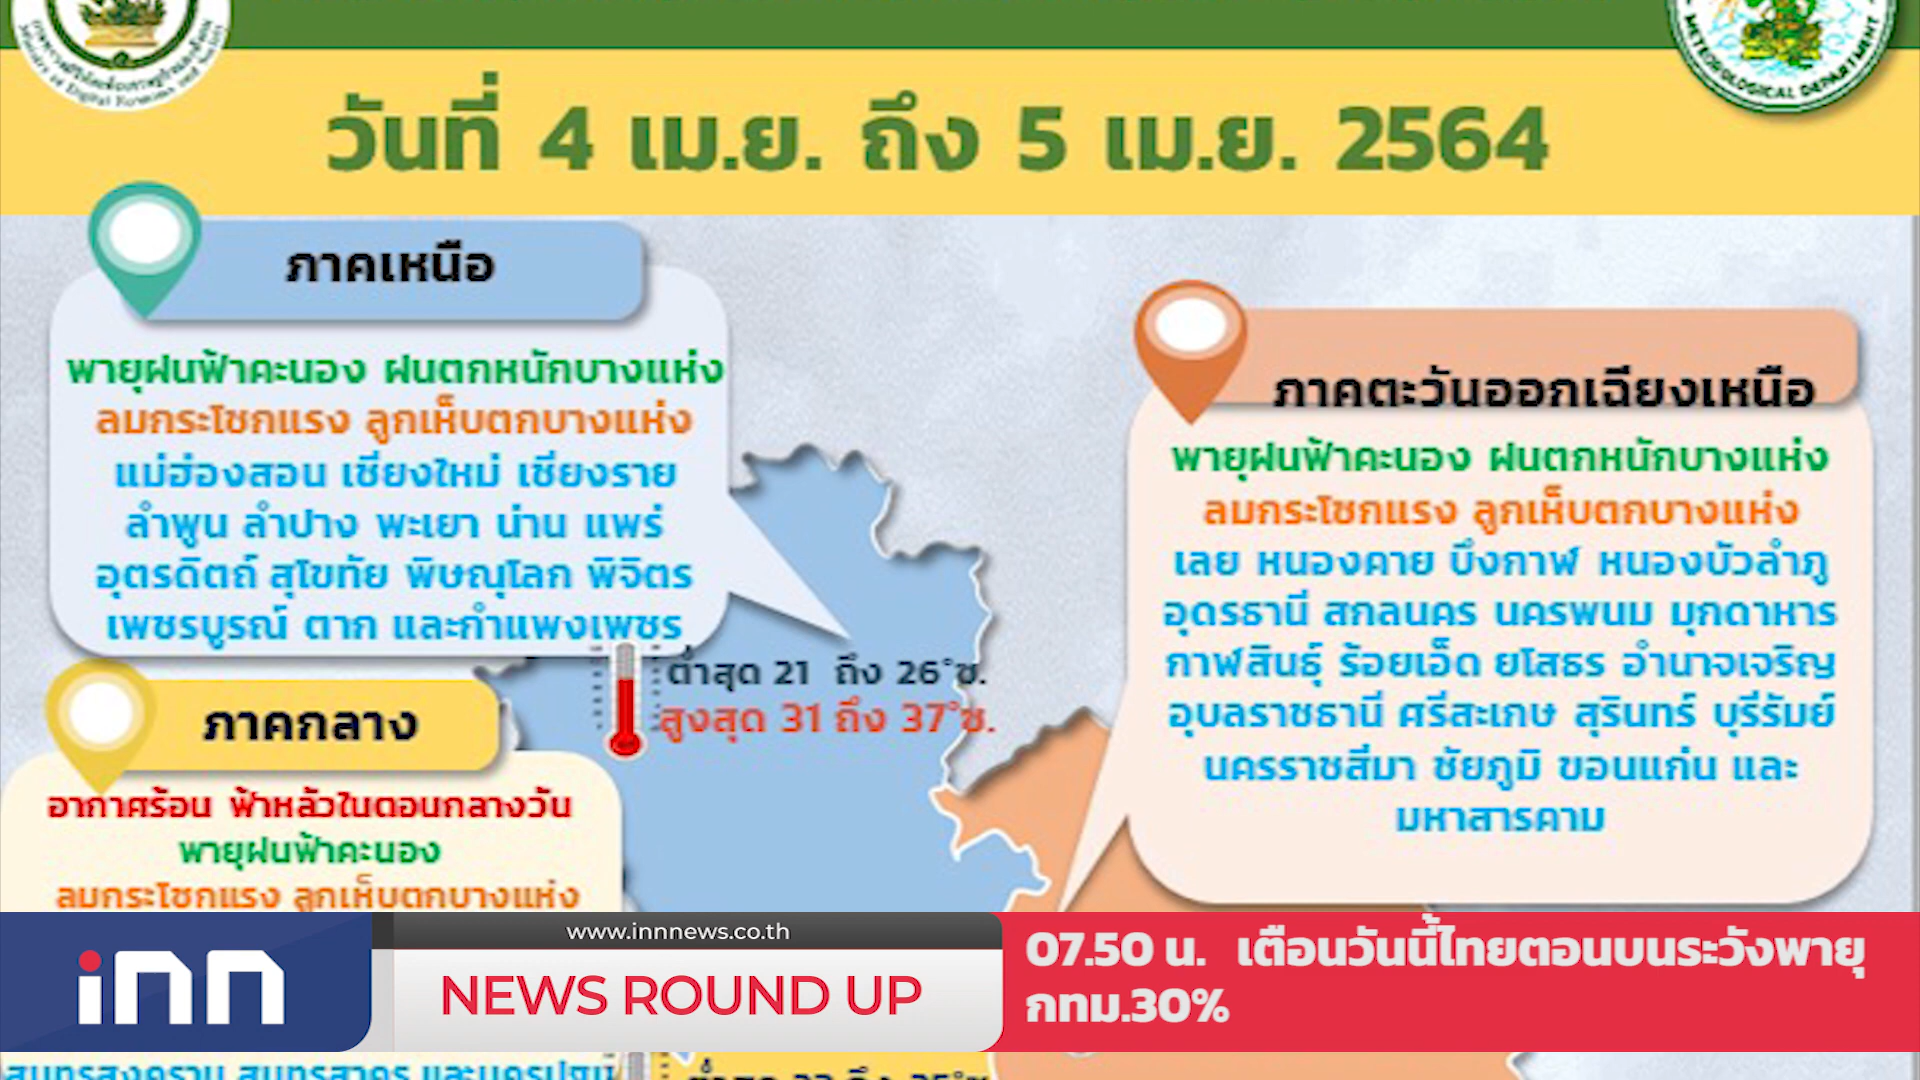 METEOROLOGICAL DEPARTMENT
วันที่ 4 เม.ย. ถึง 5 เม.ย. 2564
ภาคเหนือ
พายุฝนฟ้าคะนอง ฝนตกหนักบางแห่ง
ลมกระโชกแรง ลูกเห็บตกบางแห่ง
แม่ฮ่องสอน เชียงใหม่ เชียงราย
ลำพูน ลำปาง พะเยา น่าน แพร่
อุตรดิตถ์ สุโขทัย พิษณุโลก พิจิตร
เพชรบูรณ์ ตาก และกำแพงเพชร
ต่ำสุด 21 ถึง 26°ซ.
สูงสุด 31 ถึง 37°ซ.
ภาคตะวันออกเฉียงเหนือ
พายุฝนฟ้าคะนอง ฝนตกหนักบางแห่ง
ลมกระโชกแรง ลูกเห็บตกบางแห่ง
เลย หนองคาย บึงกาฬ หนองบัวลำภู
อุดรธานี สกลนคร นครพนม มุกดาหาร
กาฬสินธุ์ ร้อยเอ็ด ยโสธร อำนาจเจริญ
อุบลราชธานี ศรีสะเกษ สุรินทร์ บุรีรัมย์
นครราชสีมา ชัยภูมิ ขอนแก่น และ
มหาสารคาม
ภาคกลาง
อากาศร้อน ฟ้าหลัวในตอนกลางวัน
พายุฝนฟ้าคะนอง
ลมกระโชกแรง ลูกเห็บตกบางแห่ง
inn
www.innnews.co.th
NEWS ROUND UP
07.50 น. เตือนวันนี้ไทยตอนบนระวังพายุ
กทม.30%